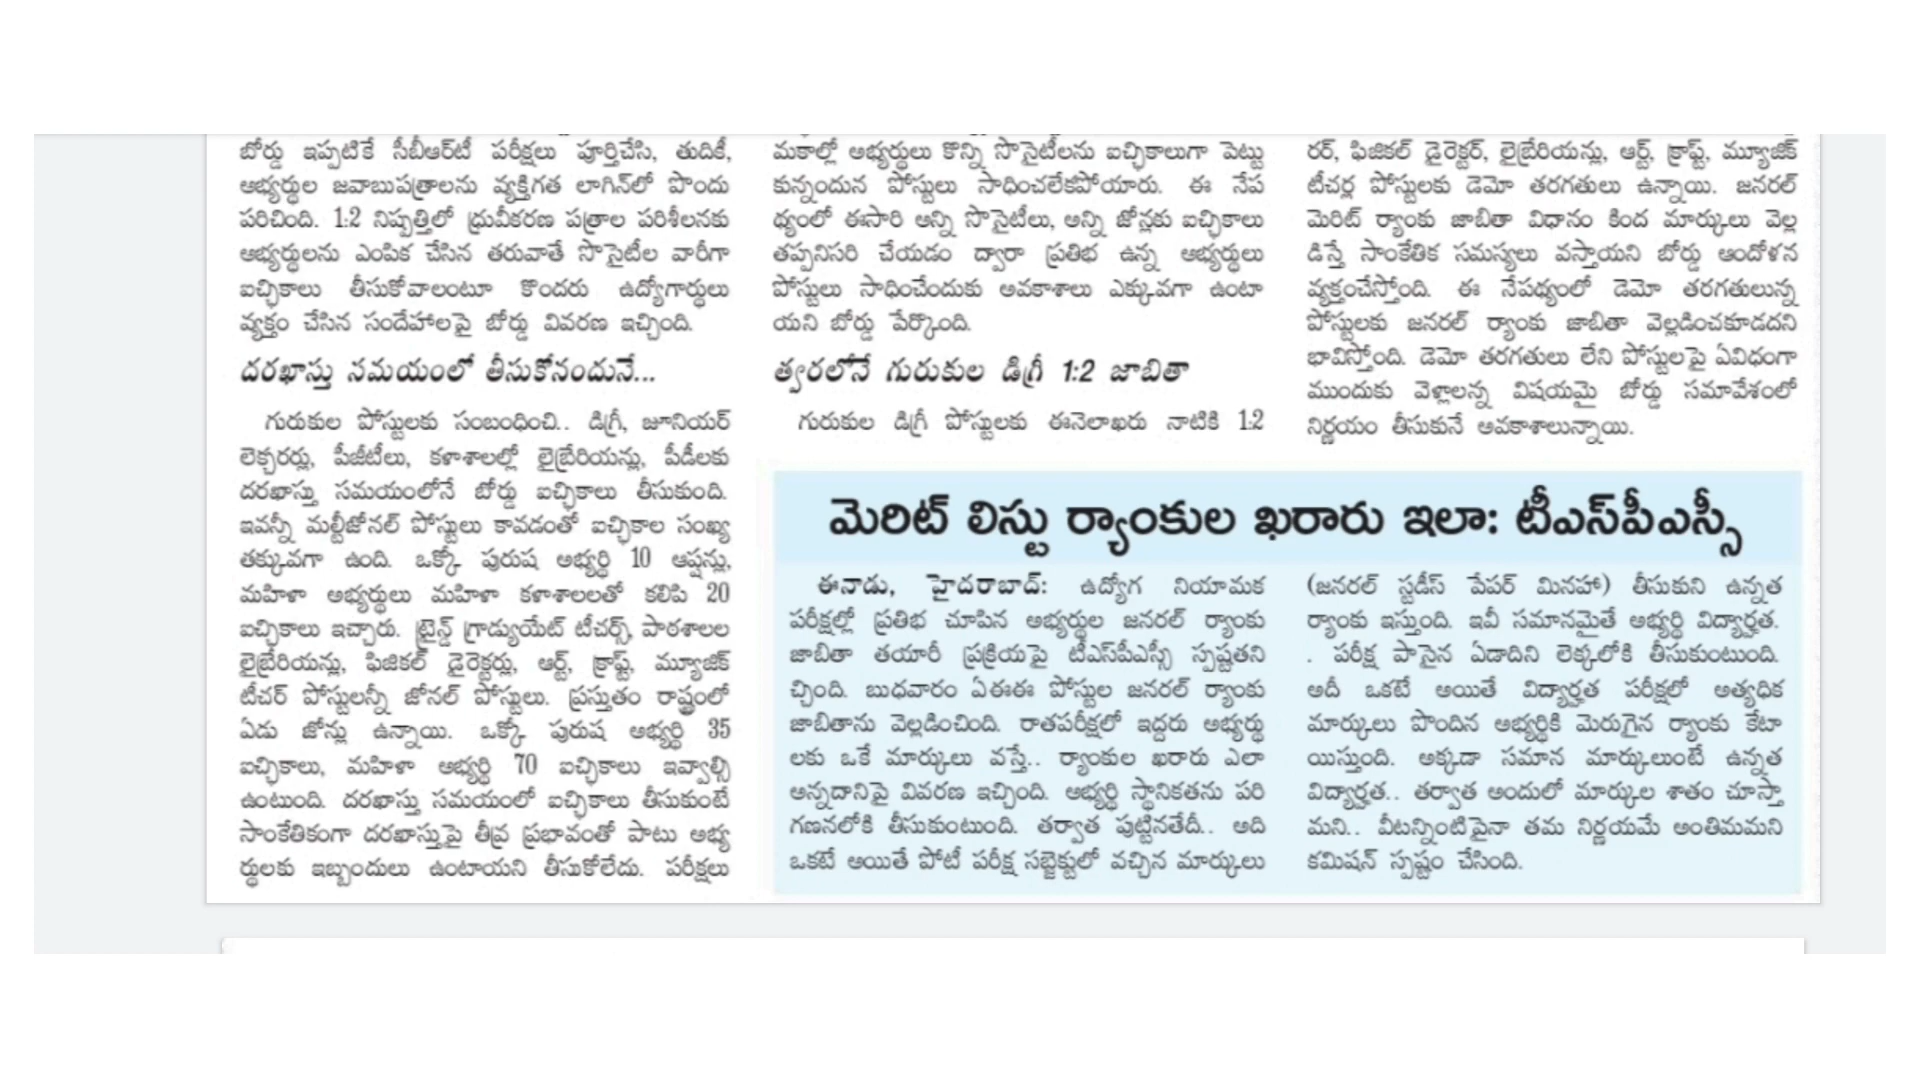 బోర్డు ఇప్పటికే సీబీఆర్‌టీ పరీక్షలు పూర్తిచేసి, తుదికీ,
అభ్యర్థుల జవాబుపత్రాలను వ్యక్తిగత లాగిన్‌లో పొందు
పరిచింది. 1:2 నిష్పత్తిలో ధ్రువీకరణ పత్రాల పరిశీలనకు
అభ్యర్థులను ఎంపిక చేసిన తరువాతే సొసైటీల వారీగా
ఐచ్ఛికాలు తీసుకోవాలంటూ కొందరు ఉద్యోగార్థులు
వ్యక్తం చేసిన సందేహాలపై బోర్డు వివరణ ఇచ్చింది.
దరఖాస్తు సమయంలో తీసుకోనందునే...
గురుకుల పోస్టులకు సంబంధించి.. డిగ్రీ, జూనియర్
లెక్చరర్లు, పీజీటీలు, కళాశాలల్లో లైబ్రేరియన్లు, పీడీలకు
దరఖాస్తు సమయంలోనే బోర్డు ఐచ్ఛికాలు తీసుకుంది.
ఇవన్నీ మల్టీజోనల్ పోస్టులు కావడంతో ఐచ్ఛికాల సంఖ్య
తక్కువగా ఉంది. ఒక్కో పురుష అభ్యర్థి 10 ఆప్షన్లు,
మహిళా అభ్యర్థులు మహిళా కళాశాలలతో కలిపి 20
ఐచ్ఛికాలు ఇచ్చారు. ట్రైన్డ్ గ్రాడ్యుయేట్ టీచర్స్, పాఠశాలల
లైబ్రేరియన్లు, ఫిజికల్ డైరెక్టర్లు, ఆర్ట్, క్రాఫ్ట్, మ్యూజిక్
టీచర్ పోస్టులన్నీ జోనల్ పోస్టులు. ప్రస్తుతం రాష్ట్రంలో
ఏడు జోన్లు ఉన్నాయి. ఒక్కో పురుష అభ్యర్థి 35
ఐచ్ఛికాలు, మహిళా అభ్యర్థి 70 ఐచ్ఛికాలు ఇవ్వాల్సి
ఉంటుంది. దరఖాస్తు సమయంలో ఐచ్ఛికాలు తీసుకుంటే
సాంకేతికంగా దరఖాస్తుపై తీవ్ర ప్రభావంతో పాటు అభ్య
ర్థులకు ఇబ్బందులు ఉంటాయని తీసుకోలేదు. పరీక్షలు
మకాల్లో అభ్యర్థులు కొన్ని సొసైటీలను ఐచ్ఛికాలుగా పెట్టు
కున్నందున పోస్టులు సాధించలేకపోయారు. ఈ నేప
థ్యంలో ఈసారి అన్ని సొసైటీలు, అన్ని జోన్లకు ఐచ్ఛికాలు
తప్పనిసరి చేయడం ద్వారా ప్రతిభ ఉన్న అభ్యర్థులు
పోస్టులు సాధించేందుకు అవకాశాలు ఎక్కువగా ఉంటా
యని బోర్డు పేర్కొంది.
త్వరలోనే గురుకుల డిగ్రీ 1:2 జాబితా
గురుకుల డిగ్రీ పోస్టులకు ఈనెలాఖరు నాటికి 1:2
రర్, ఫిజికల్ డైరెక్టర్, లైబ్రేరియన్లు, ఆర్ట్, క్రాఫ్ట్, మ్యూజిక్
టీచర్ల పోస్టులకు డెమో తరగతులు ఉన్నాయి. జనరల్
మెరిట్ ర్యాంకు జాబితా విధానం కింద మార్కులు వెల్ల
డిస్తే సాంకేతిక సమస్యలు వస్తాయని బోర్డు ఆందోళన
వ్యక్తంచేస్తోంది. ఈ నేపథ్యంలో డెమో తరగతులున్న
పోస్టులకు జనరల్ ర్యాంకు జాబితా వెల్లడించకూడదని
భావిస్తోంది. డెమో తరగతులు లేని పోస్టులపై ఏవిధంగా
ముందుకు వెళ్లాలన్న విషయమై బోర్డు సమావేశంలో
నిర్ణయం తీసుకునే అవకాశాలున్నాయి.
మెరిట్ లిస్టు ర్యాంకుల ఖరారు ఇలా: టీఎస్‌పీఎస్సీ
ఈనాడు, హైదరాబాద్: ఉద్యోగ నియామక
పరీక్షల్లో ప్రతిభ చూపిన అభ్యర్థుల జనరల్ ర్యాంకు
జాబితా తయారీ ప్రక్రియపై టీఎస్‌పీఎస్సీ స్పష్టతని
చ్చింది. బుధవారం ఏఈఈ పోస్టుల జనరల్ ర్యాంకు
జాబితాను వెల్లడించింది. రాతపరీక్షలో ఇద్దరు అభ్యర్థు
లకు ఒకే మార్కులు వస్తే.. ర్యాంకుల ఖరారు ఎలా
అన్నదానిపై వివరణ ఇచ్చింది. అభ్యర్థి స్థానికతను పరి
గణనలోకి తీసుకుంటుంది. తర్వాత పుట్టినతేదీ.. అది
ఒకటే అయితే పోటీ పరీక్ష సబ్జెక్టులో వచ్చిన మార్కులు
(జనరల్ స్టడీస్ పేపర్ మినహా) తీసుకుని ఉన్నత
ర్యాంకు ఇస్తుంది. ఇవీ సమానమైతే అభ్యర్థి విద్యార్హత.
. పరీక్ష పాసైన ఏడాదిని లెక్కలోకి తీసుకుంటుంది.
అదీ ఒకటే అయితే విద్యార్హత పరీక్షలో అత్యధిక
మార్కులు పొందిన అభ్యర్థికి మెరుగైన ర్యాంకు కేటా
యిస్తుంది. అక్కడా సమాన మార్కులుంటే ఉన్నత
విద్యార్హత.. తర్వాత అందులో మార్కుల శాతం చూస్తా
మని.. వీటన్నింటిపైనా తమ నిర్ణయమే అంతిమమని
కమిషన్ స్పష్టం చేసింది.